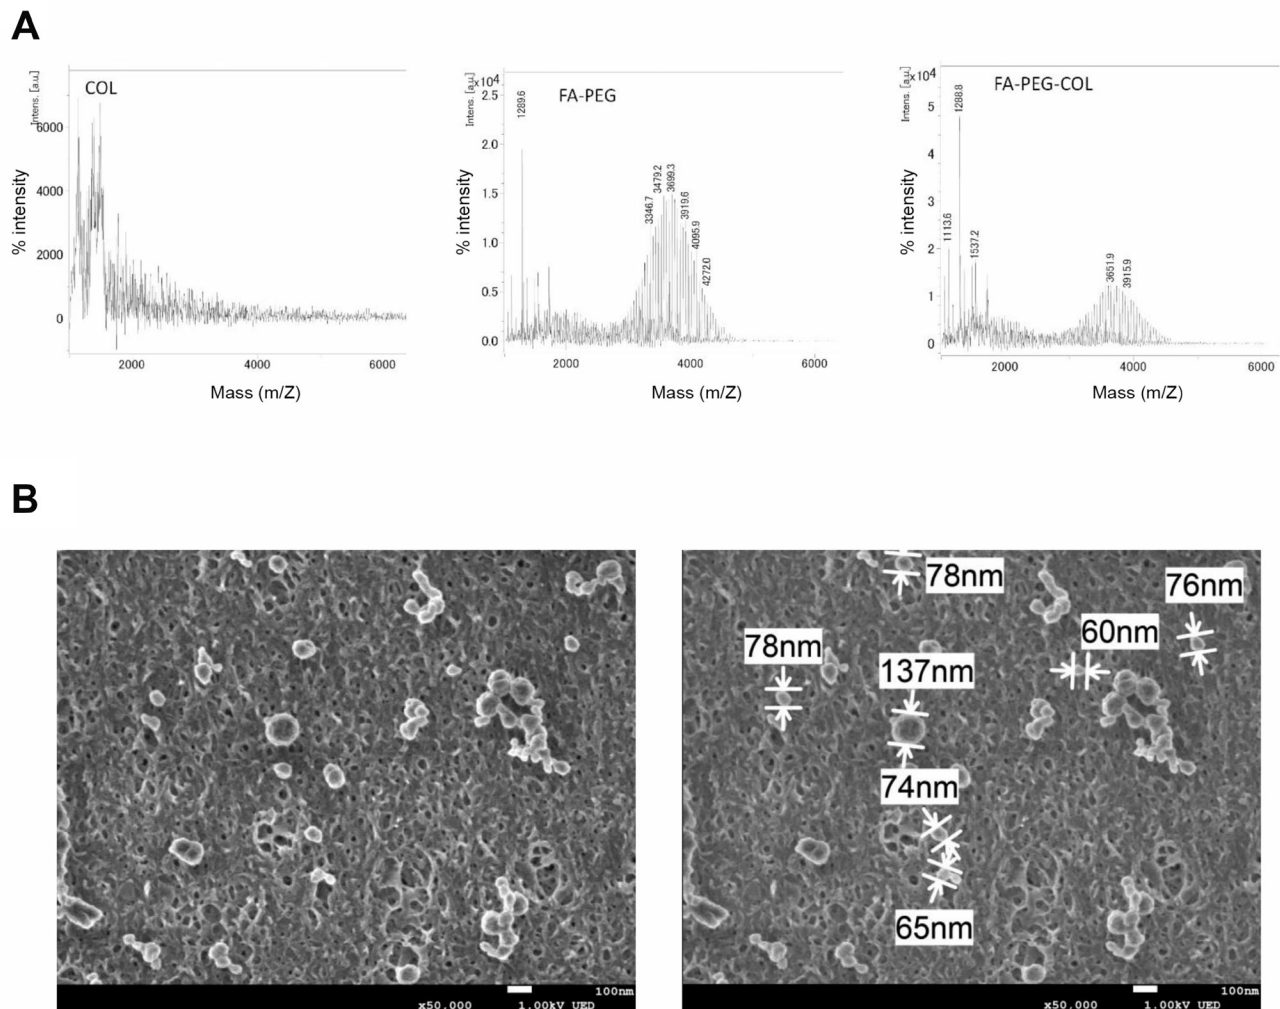 A
COL
Intens. [a.u.]
% intensity
6000
4000
2000
0
2000
4000
6000
Mass (m/Z)
FA-PEG
Intens. [a.u.]
x10⁴
% intensity
2.5
2.0
1.5
1.0
0.5
0.0
1289.6
3346.7
3479.2
3699.3
3919.6
4095.9
4272.0
2000
4000
6000
Mass (m/Z)
FA-PEG-COL
Intens. [a.u.]
x10⁴
% intensity
5
4
3
2
1
0
1113.6
1288.8
1537.2
3651.9
3915.9
2000
4000
6000
Mass (m/Z)
B
100nm
x50,000 1.00kV UED
78nm
76nm
78nm
60nm
137nm
74nm
65nm
100nm
x50,000 1.00kV UED